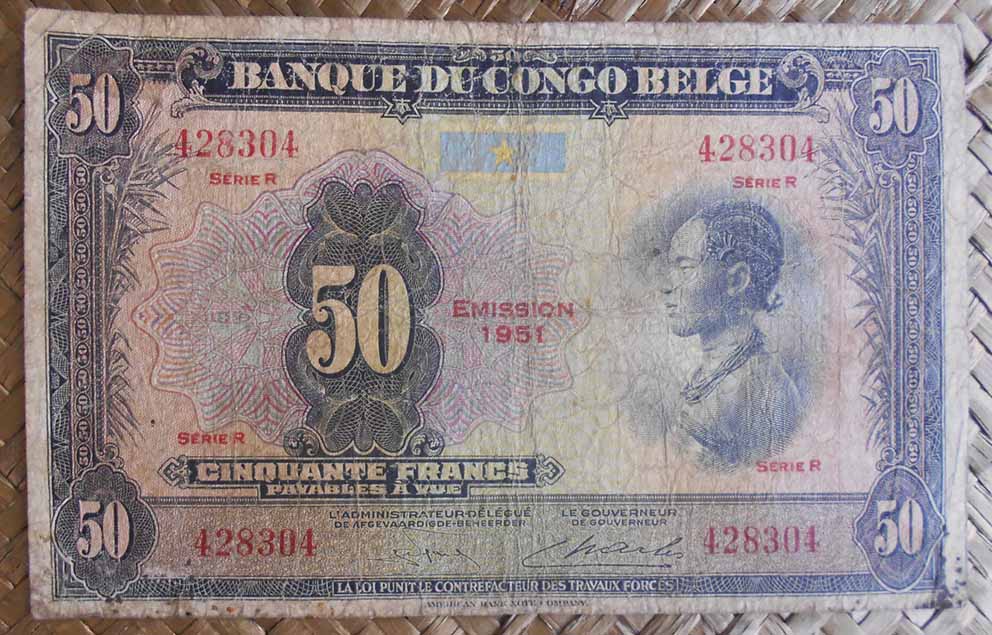 50
BANQUE DU CONGO BELGE
50 50
428304 428304
SÉRIE R SÉRIE R
50
EMISSION
1951
SÉRIE R SÉRIE R
CINQUANTE FRANCS
PAYABLES À VUE
L'ADMINISTRATEUR-DÉLÉGUÉ LE GOUVERNEUR
DE AFGEVAARDIGDE-BEHEERDER DE GOUVERNEUR
50 50
428304 428304
LA LOI PUNIT LE CONTREFACTEUR DES TRAVAUX FORCÉS
AMERICAN BANK NOTE COMPANY.